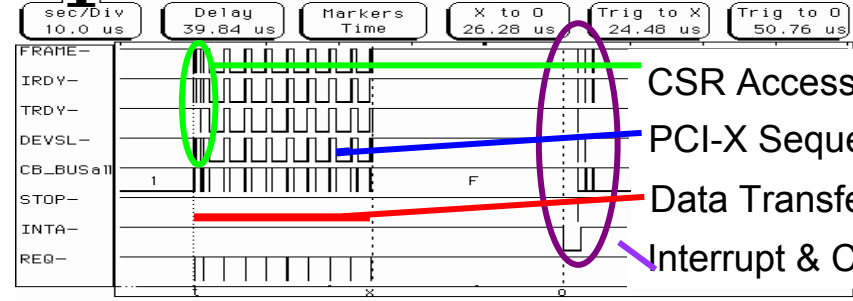 sec/Div Delay Markers X to O Trig to X Trig to O
10.0 us 39.84 us Time 26.28 us 24.48 us 50.76 us
FRAME-
IRDY-
TRDY-
DEVSL-
CB_BUSall
1 F
STOP-
INTA-
REQ-
t x o
CSR Access
PCI-X Seque
Data Transfe
Interrupt & C